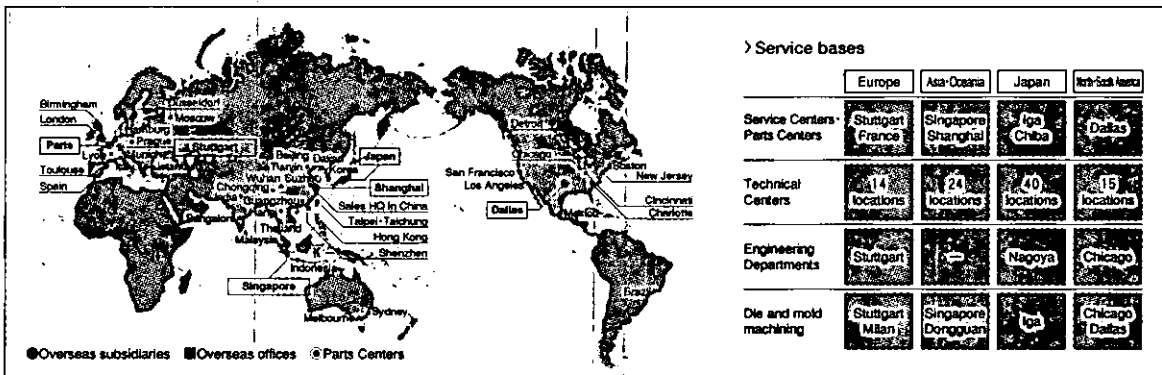 Birmingham
London
Paris
Lyon
Toulouse
Spain
Düsseldorf
Moscow
Hamburg
Prague
Stuttgart
Munich
Beijing
Tianjin
Wuhan Suzhou
Chongqing
Guangzhou
Hanoi
Bangalore
Thailand
Malaysia
Singapore
Indonesia
Melbourne
Sydney
Korea
Japan
Shanghai
Sales HQ in China
Taipei·Taichung
Hong Kong
Shenzhen
Detroit
Chicago
San Francisco
Los Angeles
Dallas
Mexico
New Jersey
Cincinnati
Charlotte
Brazil
●Overseas subsidiaries ■Overseas offices ◉Parts Centers
> Service bases
Europe Asia·Oceania Japan North·South America
Service Centers·
Parts Centers
Stuttgart
France
Singapore
Shanghai
Iga
Chiba
Dallas
Technical
Centers
14
locations
24
locations
40
locations
15
locations
Engineering
Departments
Stuttgart
—
Nagoya
Chicago
Die and mold
machining
Stuttgart
Milan
Singapore
Dongguan
Iga
Chicago
Dallas